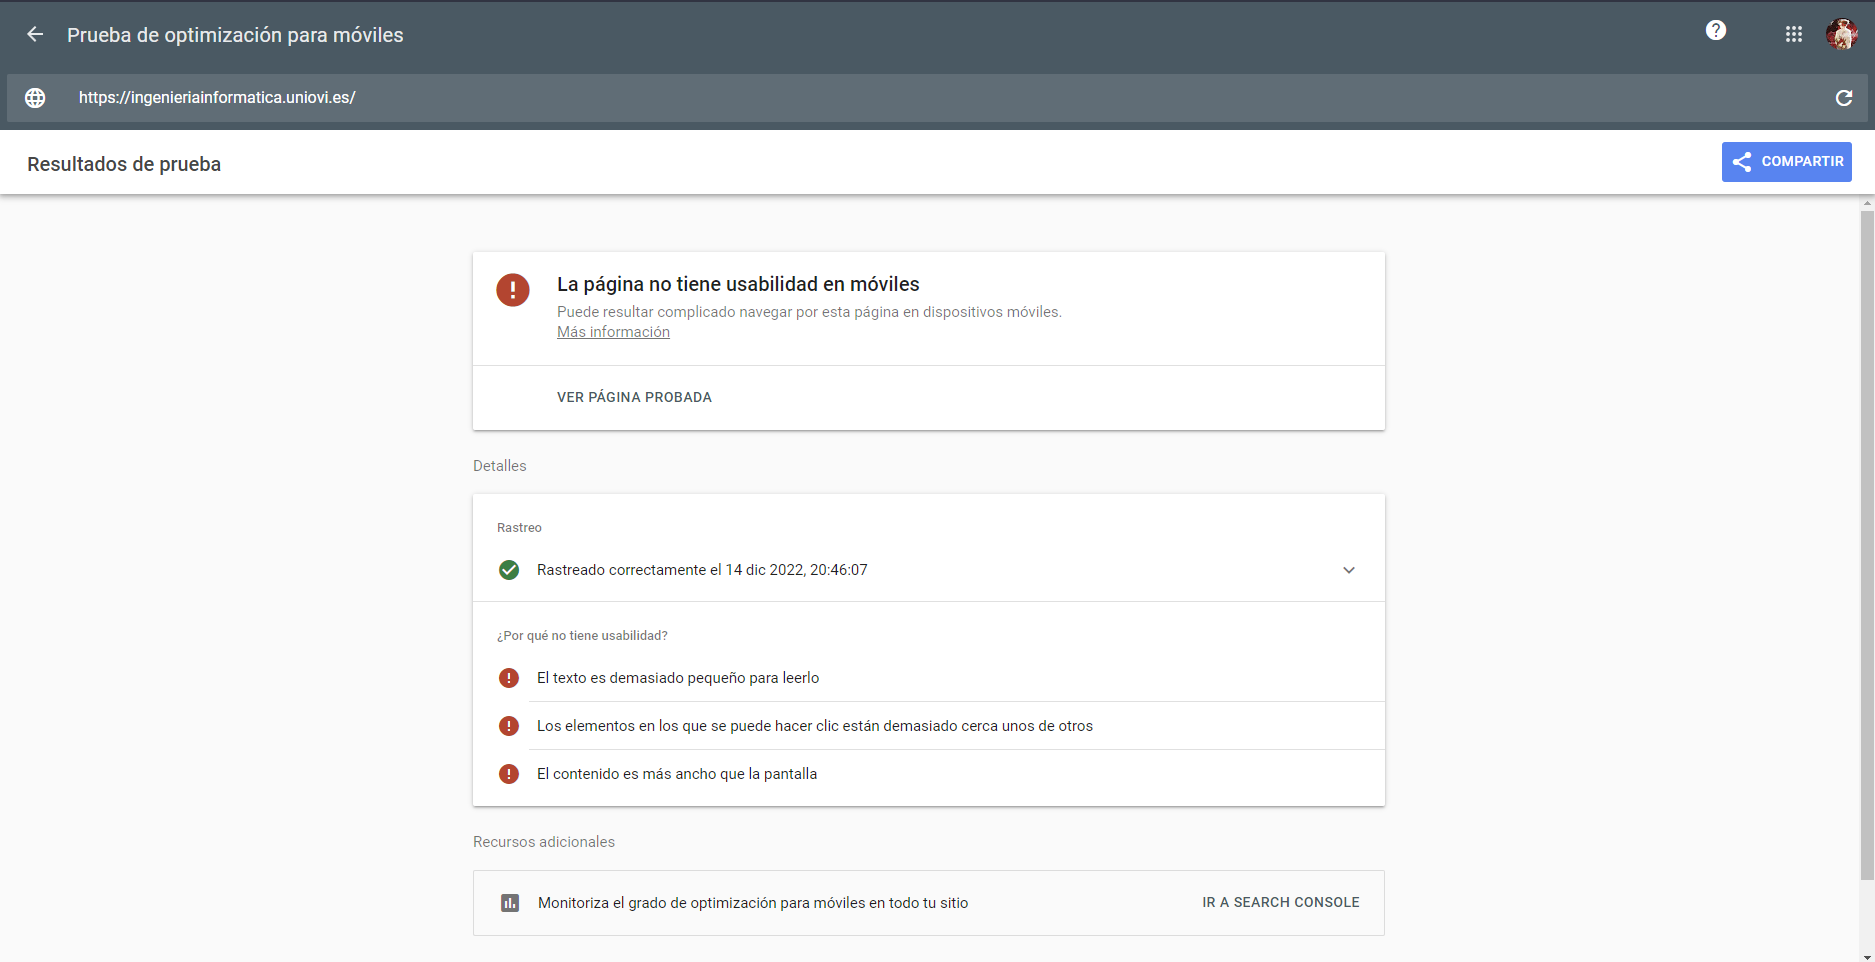 Prueba de optimización para móviles
https://ingenieriainformatica.uniovi.es/
Resultados de prueba
COMPARTIR
La página no tiene usabilidad en móviles
Puede resultar complicado navegar por esta página en dispositivos móviles.
Más información
VER PÁGINA PROBADA
Detalles
Rastreo
Rastreado correctamente el 14 dic 2022, 20:46:07
¿Por qué no tiene usabilidad?
El texto es demasiado pequeño para leerlo
Los elementos en los que se puede hacer clic están demasiado cerca unos de otros
El contenido es más ancho que la pantalla
Recursos adicionales
Monitoriza el grado de optimización para móviles en todo tu sitio
IR A SEARCH CONSOLE